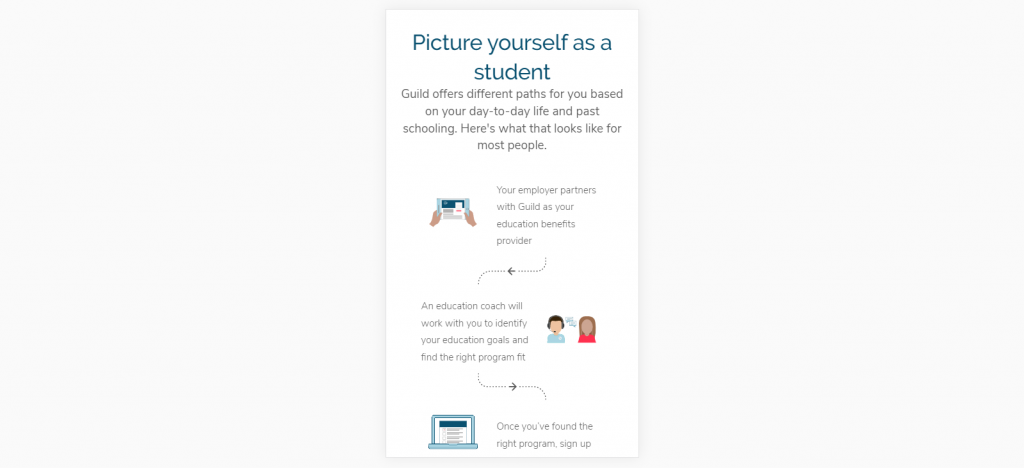 Picture yourself as a
student
Guild offers different paths for you based
on your day-to-day life and past
schooling. Here's what that looks like for
most people.
Your employer partners
with Guild as your
education benefits
provider
An education coach will
work with you to identify
your education goals and
find the right program fit
Once you've found the
right program, sign up